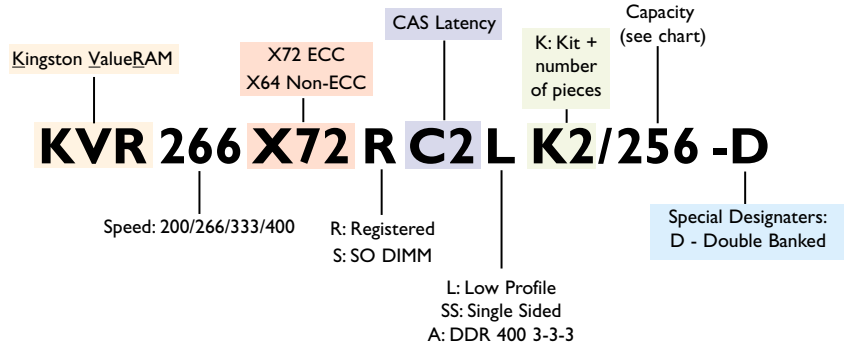 CAS Latency
Capacity
(see chart)
Kingston ValueRAM
X72 ECC
X64 Non-ECC
K: Kit +
number
of pieces
KVR 266 X72 R C2 L K2/256 -D
Speed: 200/266/333/400
R: Registered
S: SO DIMM
Special Designaters:
D - Double Banked
L: Low Profile
SS: Single Sided
A: DDR 400 3-3-3